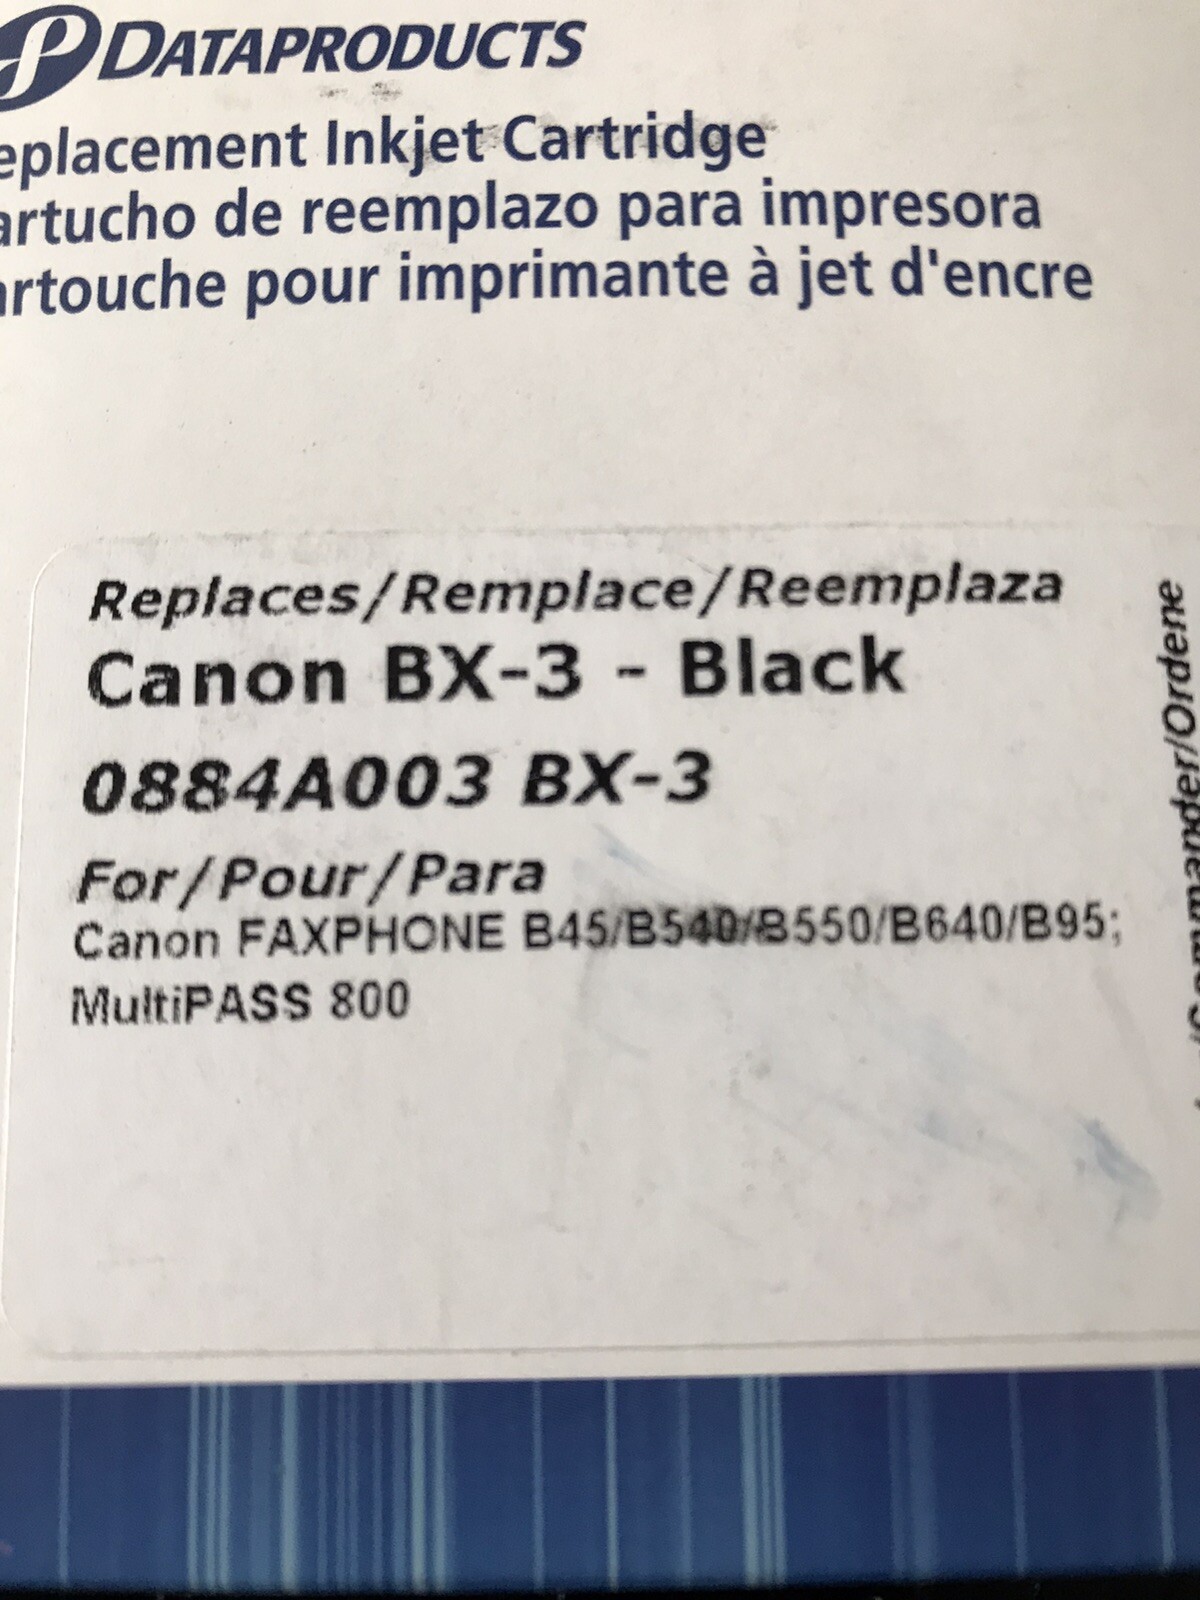 DATAPRODUCTS
eplacement Inkjet Cartridge
artucho de reemplazo para impresora
artouche pour imprimante à jet d'encre
Replaces/Remplace/Reemplaza
Canon BX-3 - Black
0884A003 BX-3
For/Pour/Para
Canon FAXPHONE B45/B540/B550/B640/B95;
MultiPASS 800
/Commander/Ordene